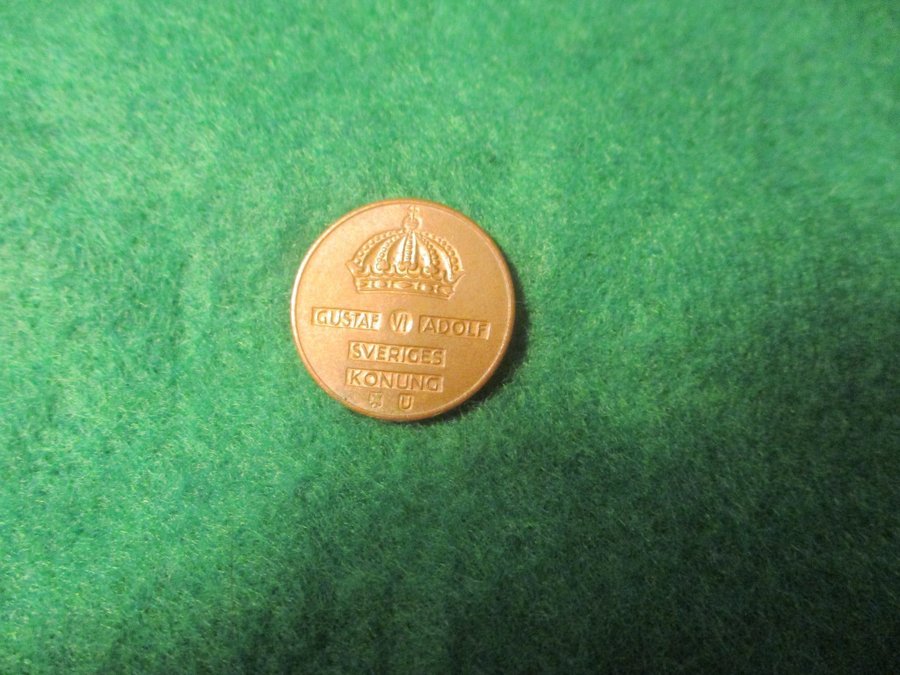 GUSTAF VI ADOLF
SVERIGES
KONUNG
U